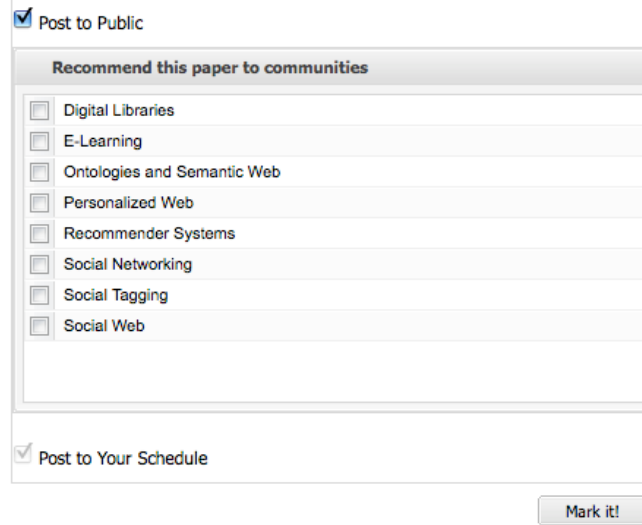 Post to Public
Recommend this paper to communities
Digital Libraries
E-Learning
Ontologies and Semantic Web
Personalized Web
Recommender Systems
Social Networking
Social Tagging
Social Web
Post to Your Schedule
Mark it!